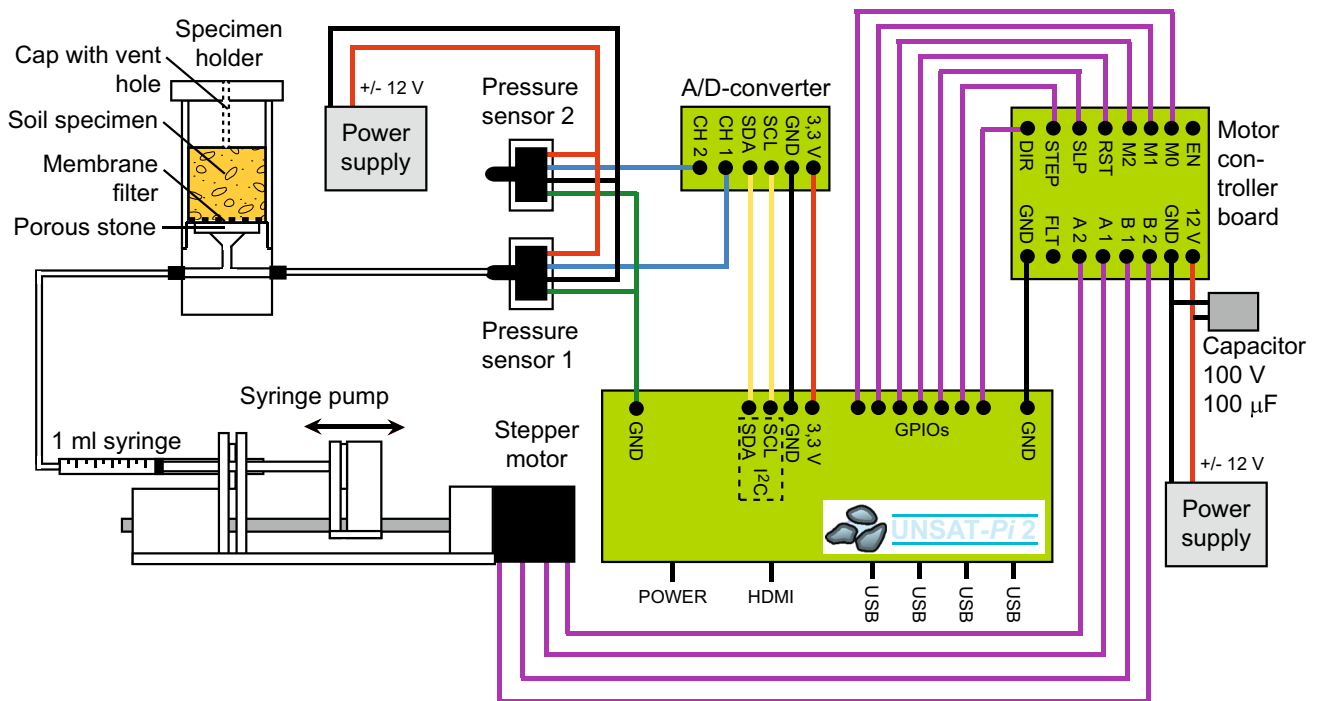 Specimen
holder
Cap with vent
hole
Soil specimen
Membrane
filter
Porous stone
+/- 12 V
Power
supply
Pressure
sensor 2
Pressure
sensor 1
A/D-converter
CH 2
CH 1
SDA
SCL
GND
3,3 V
DIR
STEP
SLP
RST
M2
M1
M0
EN
GND
FLT
A 2
A 1
B 1
B 2
GND
12 V
Motor
con-
troller
board
Capacitor
100 V
100 μF
+/- 12 V
Power
supply
Syringe pump
1 ml syringe
Stepper
motor
GND
SDA
SCL
GND
3,3 V
I²C
GPIOs
GND
UNSAT-Pi 2
POWER
HDMI
USB
USB
USB
USB